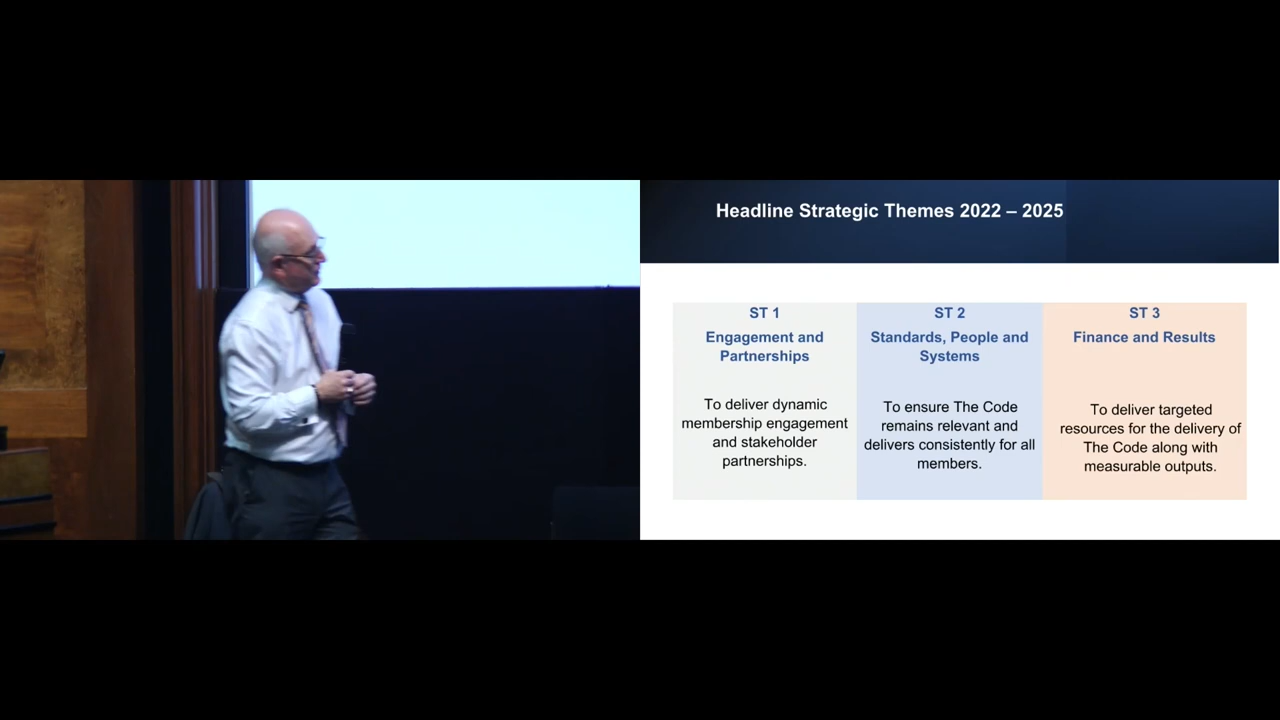 Headline Strategic Themes 2022 – 2025
ST 1
Engagement and
Partnerships
To deliver dynamic
membership engagement
and stakeholder
partnerships.
ST 2
Standards, People and
Systems
To ensure The Code
remains relevant and
delivers consistently for all
members.
ST 3
Finance and Results
To deliver targeted
resources for the delivery of
The Code along with
measurable outputs.